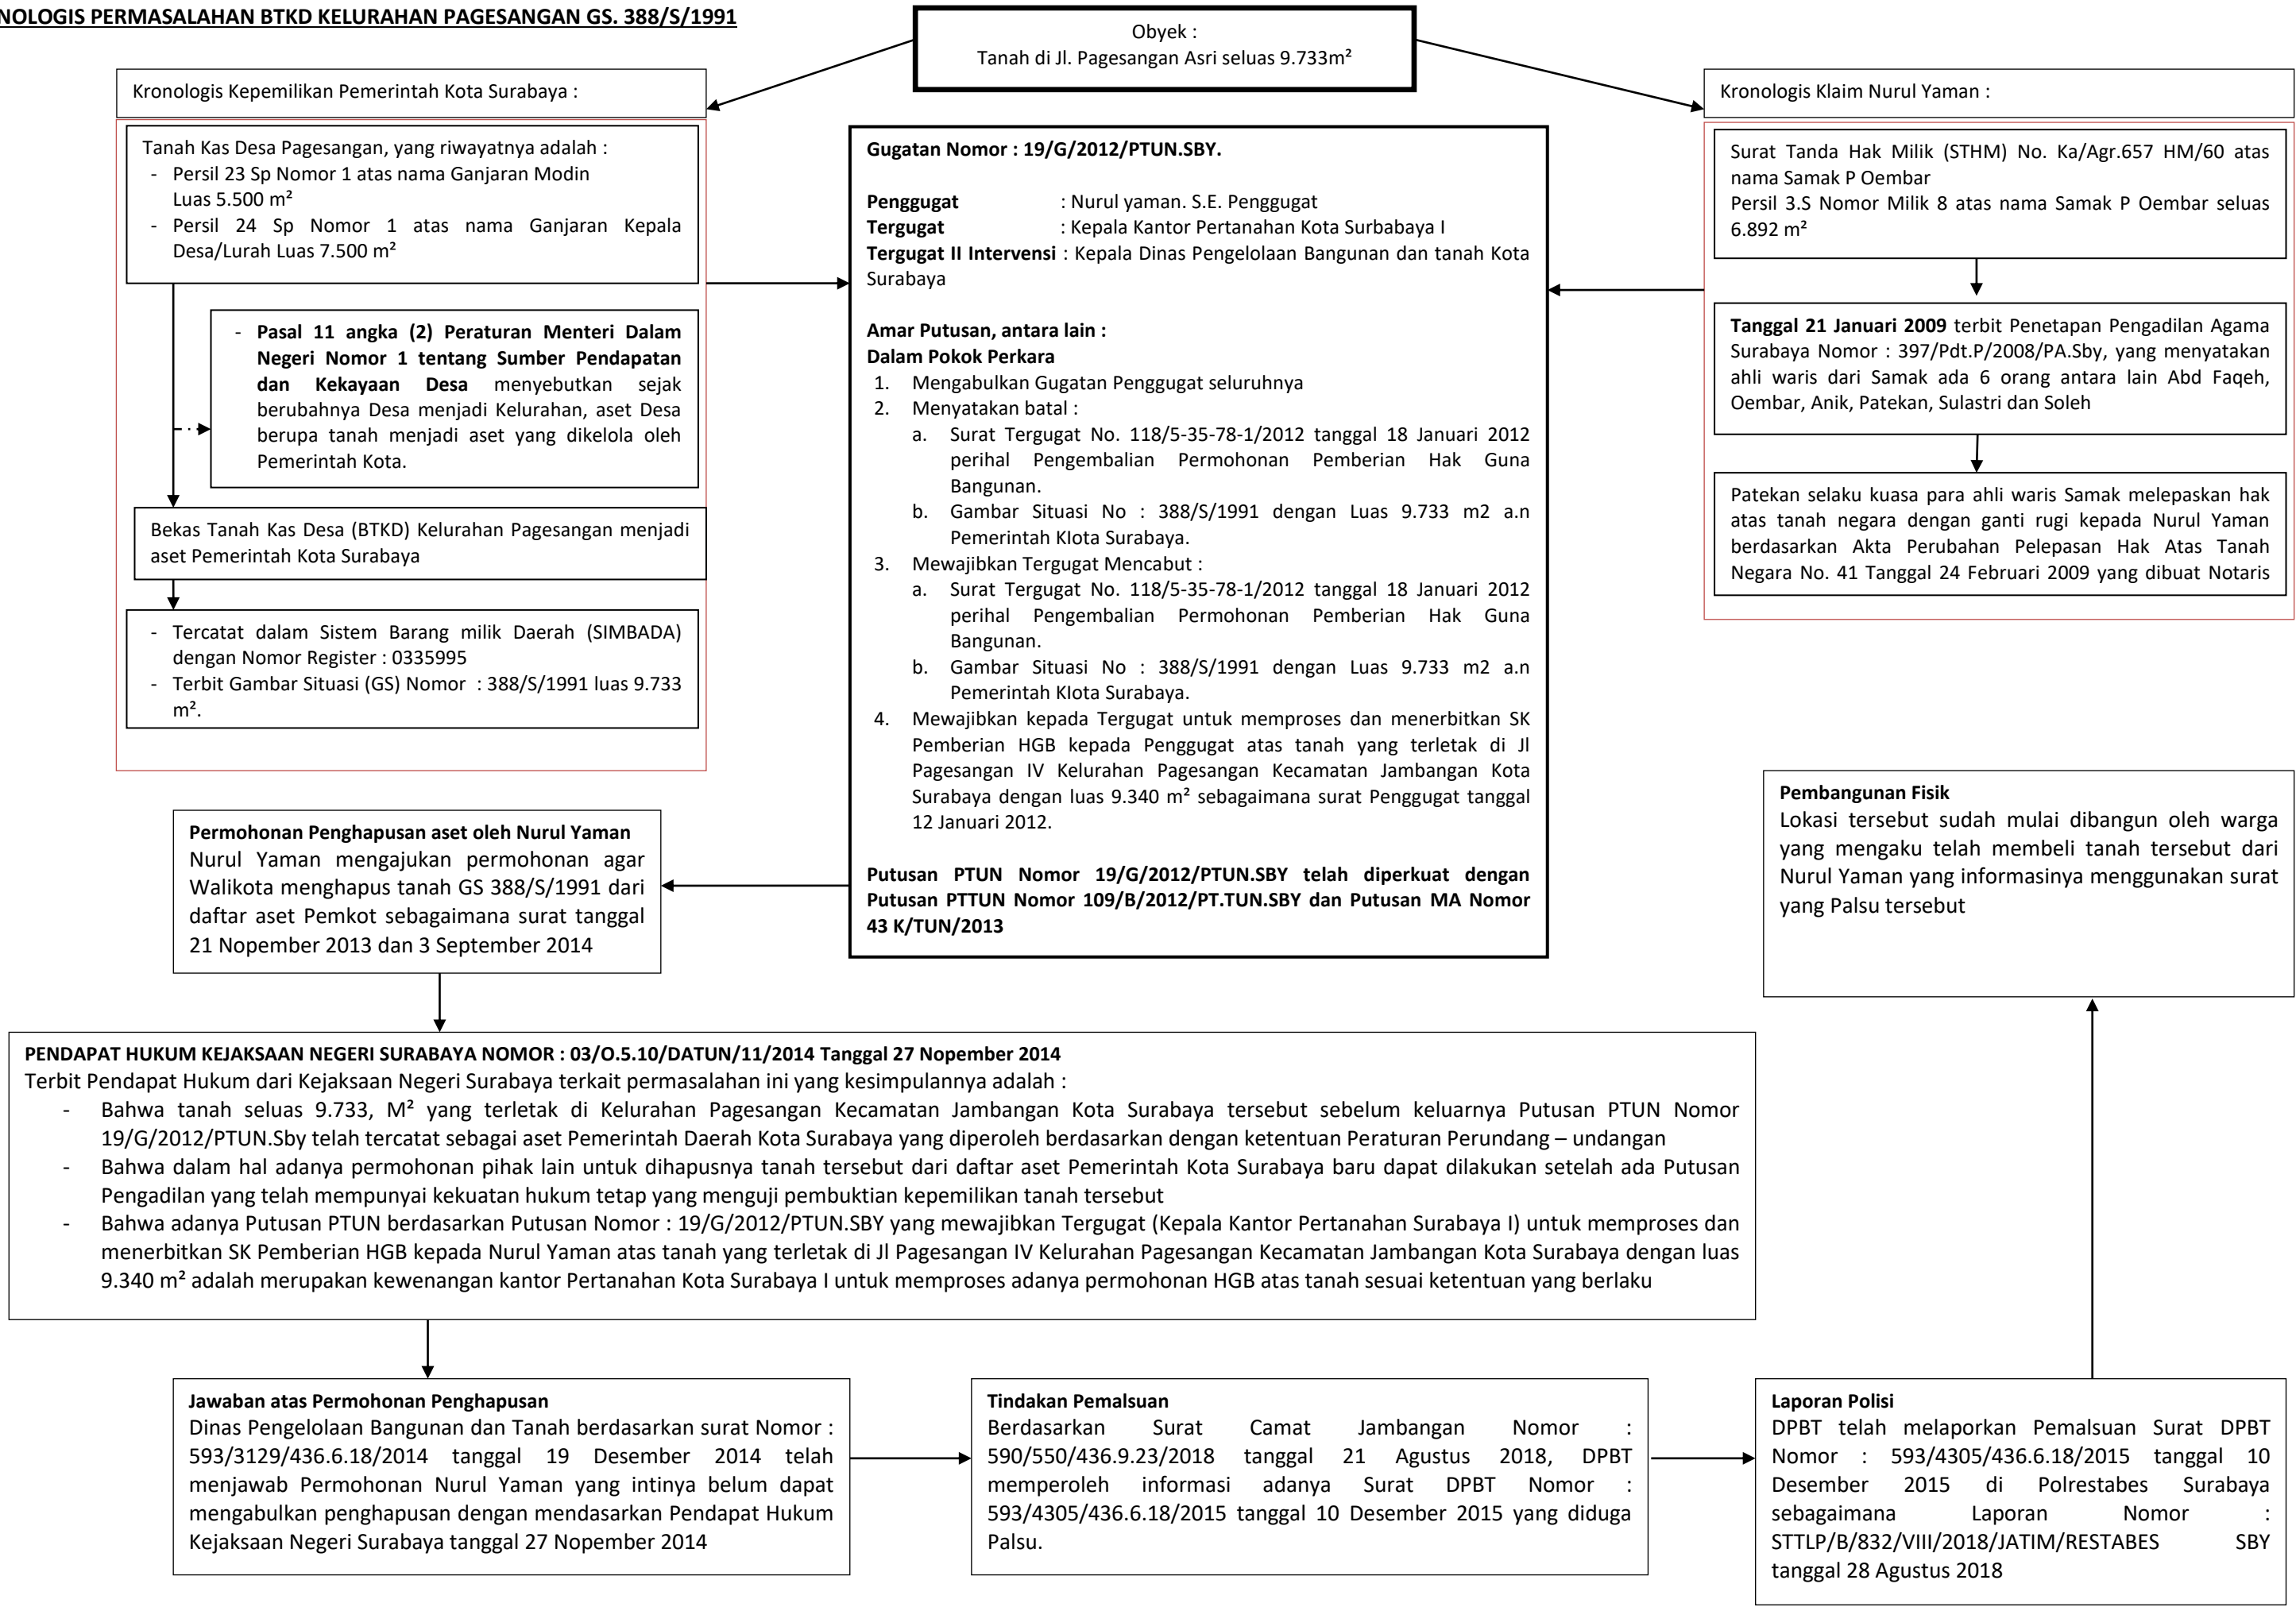 NOLOGIS PERMASALAHAN BTKD KELURAHAN PAGESANGAN GS. 388/S/1991
Obyek :
Tanah di Jl. Pagesangan Asri seluas 9.733m²
Kronologis Kepemilikan Pemerintah Kota Surabaya :
Tanah Kas Desa Pagesangan, yang riwayatnya adalah :
- Persil 23 Sp Nomor 1 atas nama Ganjaran Modin
Luas 5.500 m²
- Persil 24 Sp Nomor 1 atas nama Ganjaran Kepala
Desa/Lurah Luas 7.500 m²
- Pasal 11 angka (2) Peraturan Menteri Dalam
Negeri Nomor 1 tentang Sumber Pendapatan
dan Kekayaan Desa menyebutkan sejak
berubahnya Desa menjadi Kelurahan, aset Desa
berupa tanah menjadi aset yang dikelola oleh
Pemerintah Kota.
Bekas Tanah Kas Desa (BTKD) Kelurahan Pagesangan menjadi
aset Pemerintah Kota Surabaya
- Tercatat dalam Sistem Barang milik Daerah (SIMBADA)
dengan Nomor Register : 0335995
- Terbit Gambar Situasi (GS) Nomor : 388/S/1991 luas 9.733
m².
Gugatan Nomor : 19/G/2012/PTUN.SBY.
Penggugat : Nurul yaman. S.E. Penggugat
Tergugat : Kepala Kantor Pertanahan Kota Surbabaya I
Tergugat II Intervensi : Kepala Dinas Pengelolaan Bangunan dan tanah Kota
Surabaya
Amar Putusan, antara lain :
Dalam Pokok Perkara
1. Mengabulkan Gugatan Penggugat seluruhnya
2. Menyatakan batal :
a. Surat Tergugat No. 118/5-35-78-1/2012 tanggal 18 Januari 2012
perihal Pengembalian Permohonan Pemberian Hak Guna
Bangunan.
b. Gambar Situasi No : 388/S/1991 dengan Luas 9.733 m2 a.n
Pemerintah KIota Surabaya.
3. Mewajibkan Tergugat Mencabut :
a. Surat Tergugat No. 118/5-35-78-1/2012 tanggal 18 Januari 2012
perihal Pengembalian Permohonan Pemberian Hak Guna
Bangunan.
b. Gambar Situasi No : 388/S/1991 dengan Luas 9.733 m2 a.n
Pemerintah KIota Surabaya.
4. Mewajibkan kepada Tergugat untuk memproses dan menerbitkan SK
Pemberian HGB kepada Penggugat atas tanah yang terletak di Jl
Pagesangan IV Kelurahan Pagesangan Kecamatan Jambangan Kota
Surabaya dengan luas 9.340 m² sebagaimana surat Penggugat tanggal
12 Januari 2012.
Putusan PTUN Nomor 19/G/2012/PTUN.SBY telah diperkuat dengan
Putusan PTTUN Nomor 109/B/2012/PT.TUN.SBY dan Putusan MA Nomor
43 K/TUN/2013
Kronologis Klaim Nurul Yaman :
Surat Tanda Hak Milik (STHM) No. Ka/Agr.657 HM/60 atas
nama Samak P Oembar
Persil 3.S Nomor Milik 8 atas nama Samak P Oembar seluas
6.892 m²
Tanggal 21 Januari 2009 terbit Penetapan Pengadilan Agama
Surabaya Nomor : 397/Pdt.P/2008/PA.Sby, yang menyatakan
ahli waris dari Samak ada 6 orang antara lain Abd Faqeh,
Oembar, Anik, Patekan, Sulastri dan Soleh
Patekan selaku kuasa para ahli waris Samak melepaskan hak
atas tanah negara dengan ganti rugi kepada Nurul Yaman
berdasarkan Akta Perubahan Pelepasan Hak Atas Tanah
Negara No. 41 Tanggal 24 Februari 2009 yang dibuat Notaris
Permohonan Penghapusan aset oleh Nurul Yaman
Nurul Yaman mengajukan permohonan agar
Walikota menghapus tanah GS 388/S/1991 dari
daftar aset Pemkot sebagaimana surat tanggal
21 Nopember 2013 dan 3 September 2014
Pembangunan Fisik
Lokasi tersebut sudah mulai dibangun oleh warga
yang mengaku telah membeli tanah tersebut dari
Nurul Yaman yang informasinya menggunakan surat
yang Palsu tersebut
PENDAPAT HUKUM KEJAKSAAN NEGERI SURABAYA NOMOR : 03/O.5.10/DATUN/11/2014 Tanggal 27 Nopember 2014
Terbit Pendapat Hukum dari Kejaksaan Negeri Surabaya terkait permasalahan ini yang kesimpulannya adalah :
- Bahwa tanah seluas 9.733, M² yang terletak di Kelurahan Pagesangan Kecamatan Jambangan Kota Surabaya tersebut sebelum keluarnya Putusan PTUN Nomor
19/G/2012/PTUN.Sby telah tercatat sebagai aset Pemerintah Daerah Kota Surabaya yang diperoleh berdasarkan dengan ketentuan Peraturan Perundang – undangan
- Bahwa dalam hal adanya permohonan pihak lain untuk dihapusnya tanah tersebut dari daftar aset Pemerintah Kota Surabaya baru dapat dilakukan setelah ada Putusan
Pengadilan yang telah mempunyai kekuatan hukum tetap yang menguji pembuktian kepemilikan tanah tersebut
- Bahwa adanya Putusan PTUN berdasarkan Putusan Nomor : 19/G/2012/PTUN.SBY yang mewajibkan Tergugat (Kepala Kantor Pertanahan Surabaya I) untuk memproses dan
menerbitkan SK Pemberian HGB kepada Nurul Yaman atas tanah yang terletak di Jl Pagesangan IV Kelurahan Pagesangan Kecamatan Jambangan Kota Surabaya dengan luas
9.340 m² adalah merupakan kewenangan kantor Pertanahan Kota Surabaya I untuk memproses adanya permohonan HGB atas tanah sesuai ketentuan yang berlaku
Jawaban atas Permohonan Penghapusan
Dinas Pengelolaan Bangunan dan Tanah berdasarkan surat Nomor :
593/3129/436.6.18/2014 tanggal 19 Desember 2014 telah
menjawab Permohonan Nurul Yaman yang intinya belum dapat
mengabulkan penghapusan dengan mendasarkan Pendapat Hukum
Kejaksaan Negeri Surabaya tanggal 27 Nopember 2014
Tindakan Pemalsuan
Berdasarkan Surat Camat Jambangan Nomor :
590/550/436.9.23/2018 tanggal 21 Agustus 2018, DPBT
memperoleh informasi adanya Surat DPBT Nomor :
593/4305/436.6.18/2015 tanggal 10 Desember 2015 yang diduga
Palsu.
Laporan Polisi
DPBT telah melaporkan Pemalsuan Surat DPBT
Nomor : 593/4305/436.6.18/2015 tanggal 10
Desember 2015 di Polrestabes Surabaya
sebagaimana Laporan Nomor :
STTLP/B/832/VIII/2018/JATIM/RESTABES SBY
tanggal 28 Agustus 2018